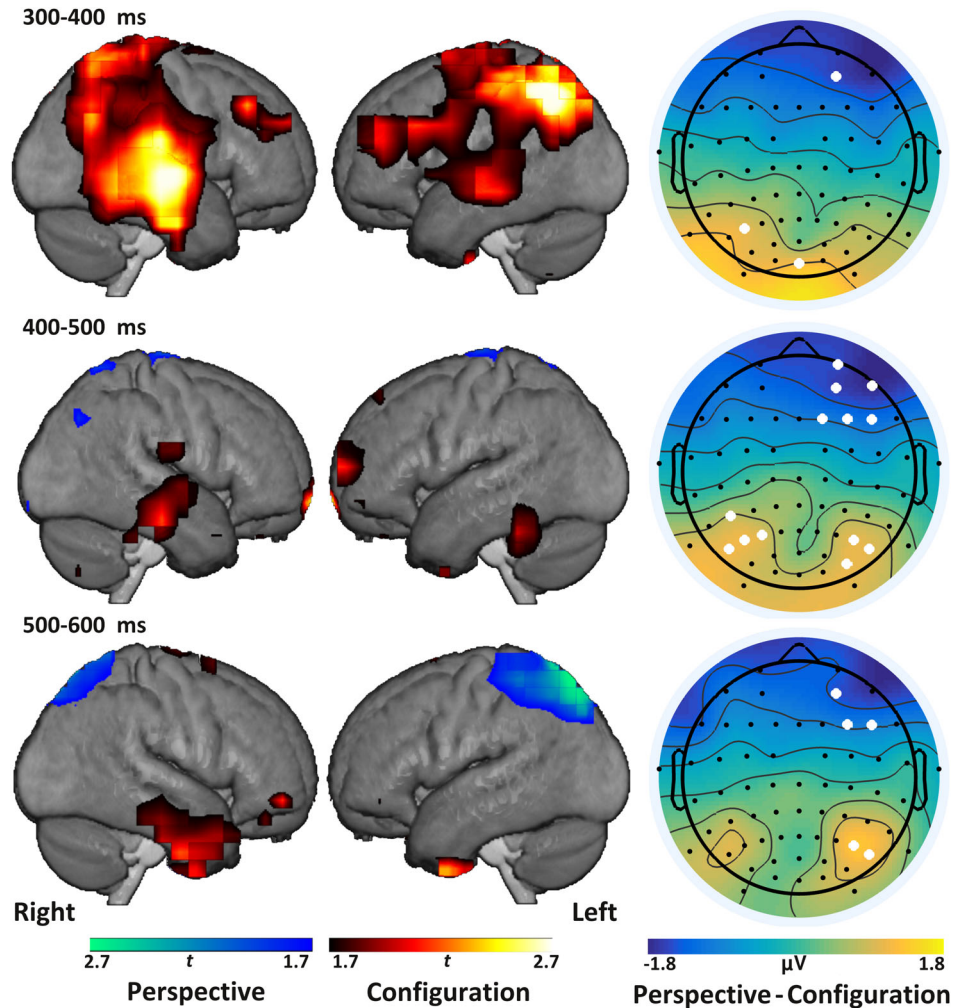 300-400 ms
400-500 ms
500-600 ms
Right Left
2.7 t 1.7 1.7 t 2.7 -1.8 µV 1.8
Perspective Configuration Perspective-Configuration